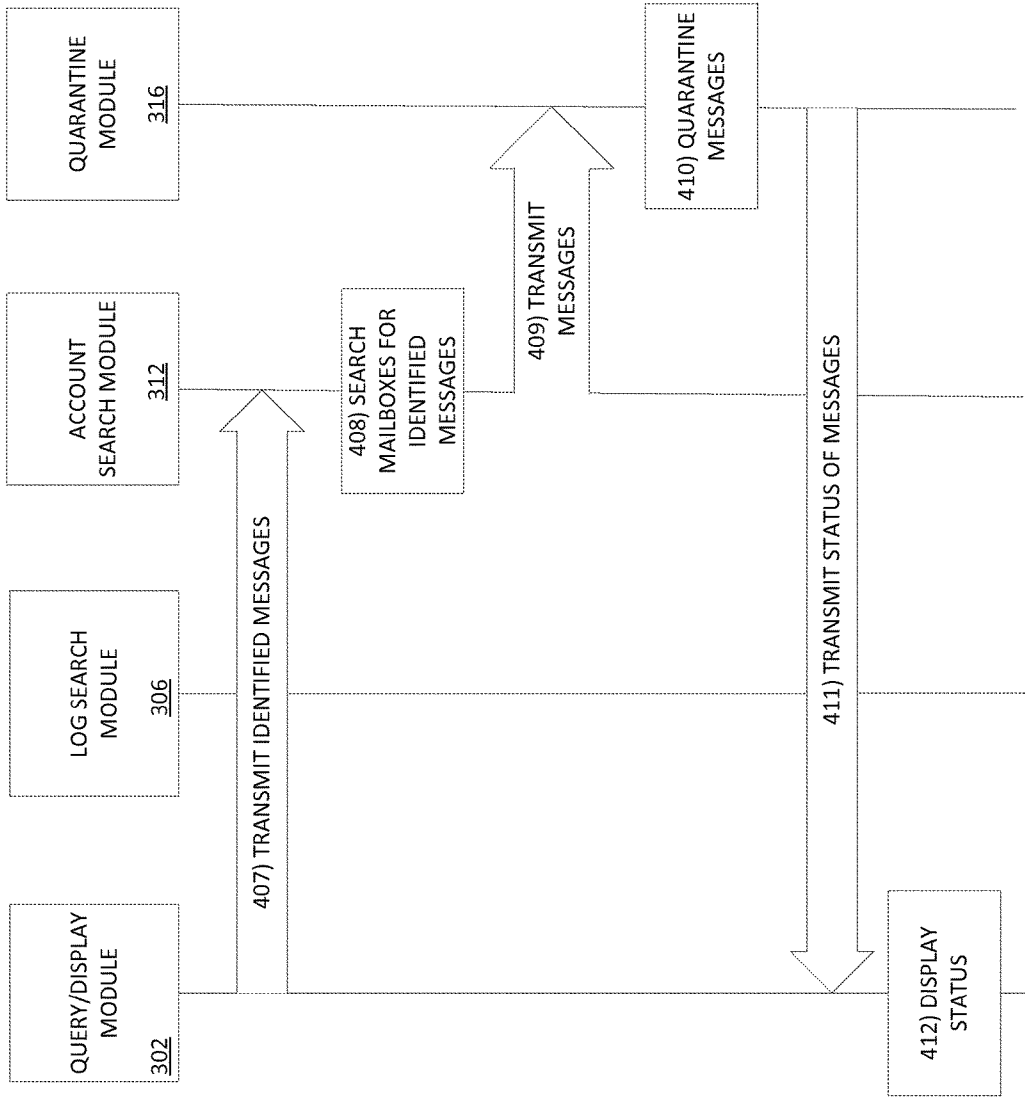 QUERY/DISPLAY
MODULE
302
LOG SEARCH
MODULE
306
ACCOUNT
SEARCH MODULE
312
QUARANTINE
MODULE
316
407) TRANSMIT IDENTIFIED MESSAGES
408) SEARCH
MAILBOXES FOR
IDENTIFIED
MESSAGES
409) TRANSMIT
MESSAGES
410) QUARANTINE
MESSAGES
411) TRANSMIT STATUS OF MESSAGES
412) DISPLAY
STATUS